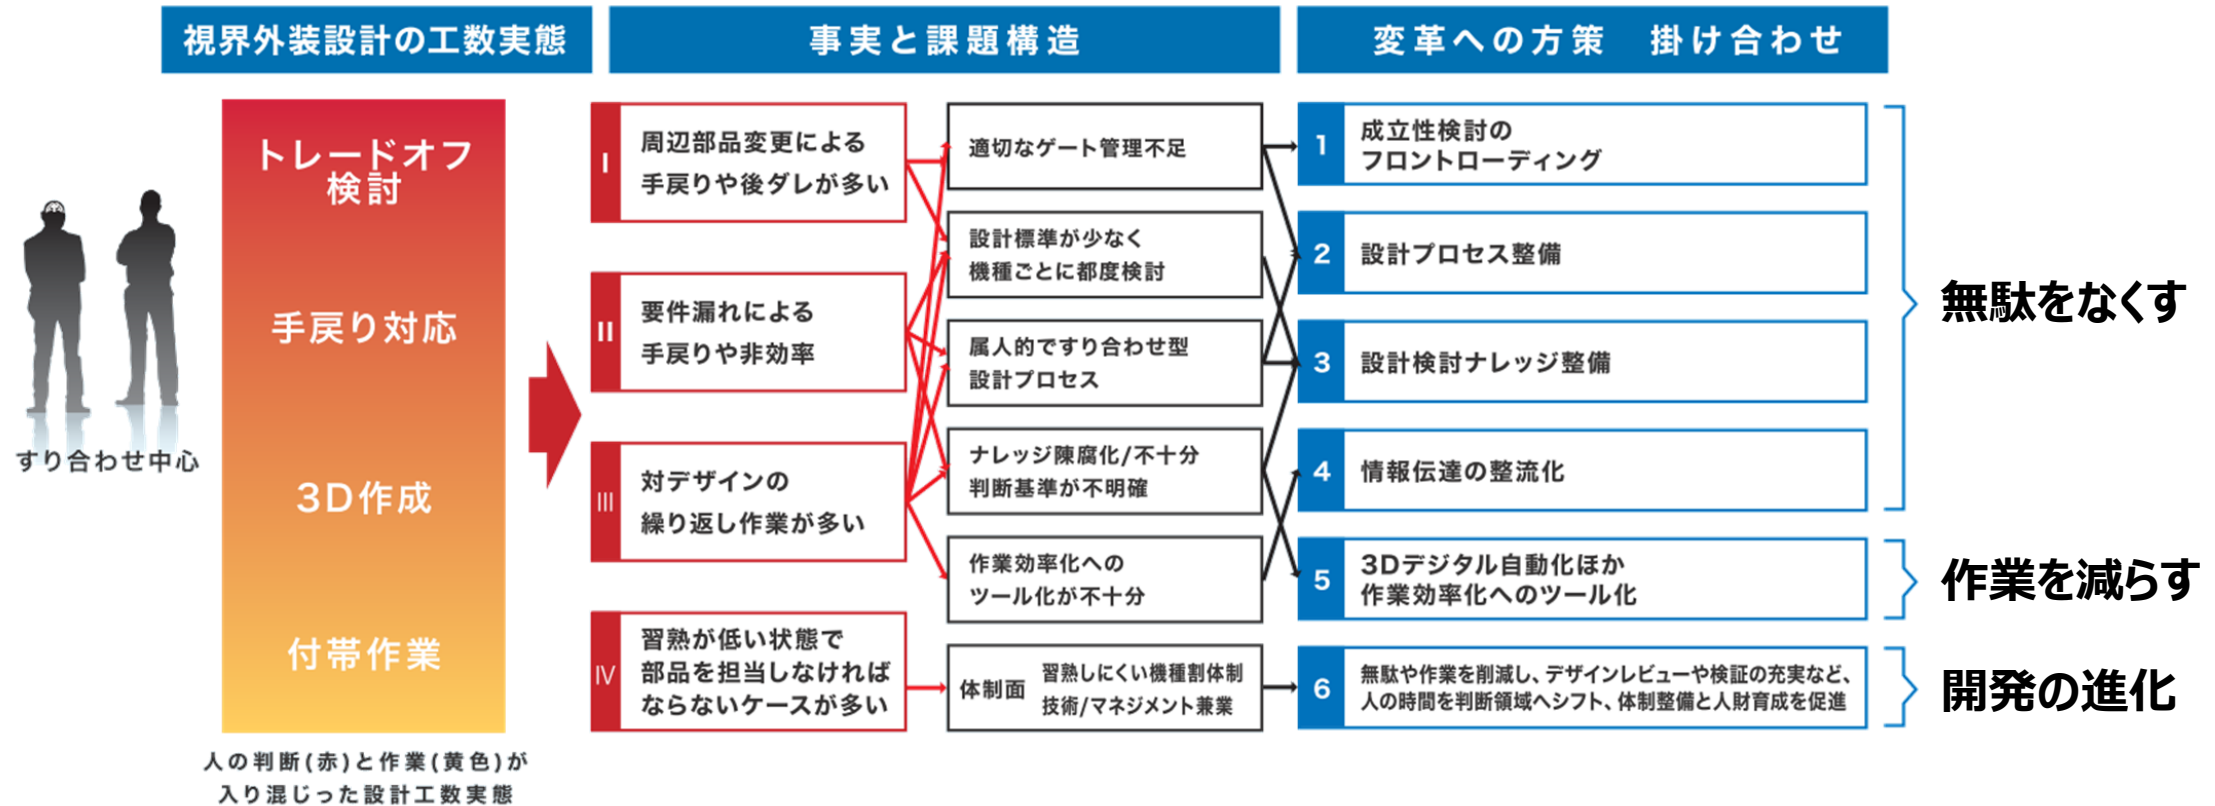 視界外装設計の工数実態
事実と課題構造
変革への方策　掛け合わせ
トレードオフ
検討
手戻り対応
3D作成
付帯作業
すり合わせ中心
人の判断(赤)と作業(黄色)が
入り混じった設計工数実態
I
周辺部品変更による
手戻りや後ダレが多い
II
要件漏れによる
手戻りや非効率
III
対デザインの
繰り返し作業が多い
IV
習熟が低い状態で
部品を担当しなければ
ならないケースが多い
適切なゲート管理不足
設計標準が少なく
機種ごとに都度検討
属人的ですり合わせ型
設計プロセス
ナレッジ陳腐化/不十分
判断基準が不明確
作業効率化への
ツール化が不十分
体制面
習熟しにくい機種割体制
技術/マネジメント兼業
1
成立性検討の
フロントローディング
2
設計プロセス整備
3
設計検討ナレッジ整備
4
情報伝達の整流化
5
3Dデジタル自動化ほか
作業効率化へのツール化
6
無駄や作業を削減し、デザインレビューや検証の充実など、
人の時間を判断領域へシフト、体制整備と人財育成を促進
無駄をなくす
作業を減らす
開発の進化